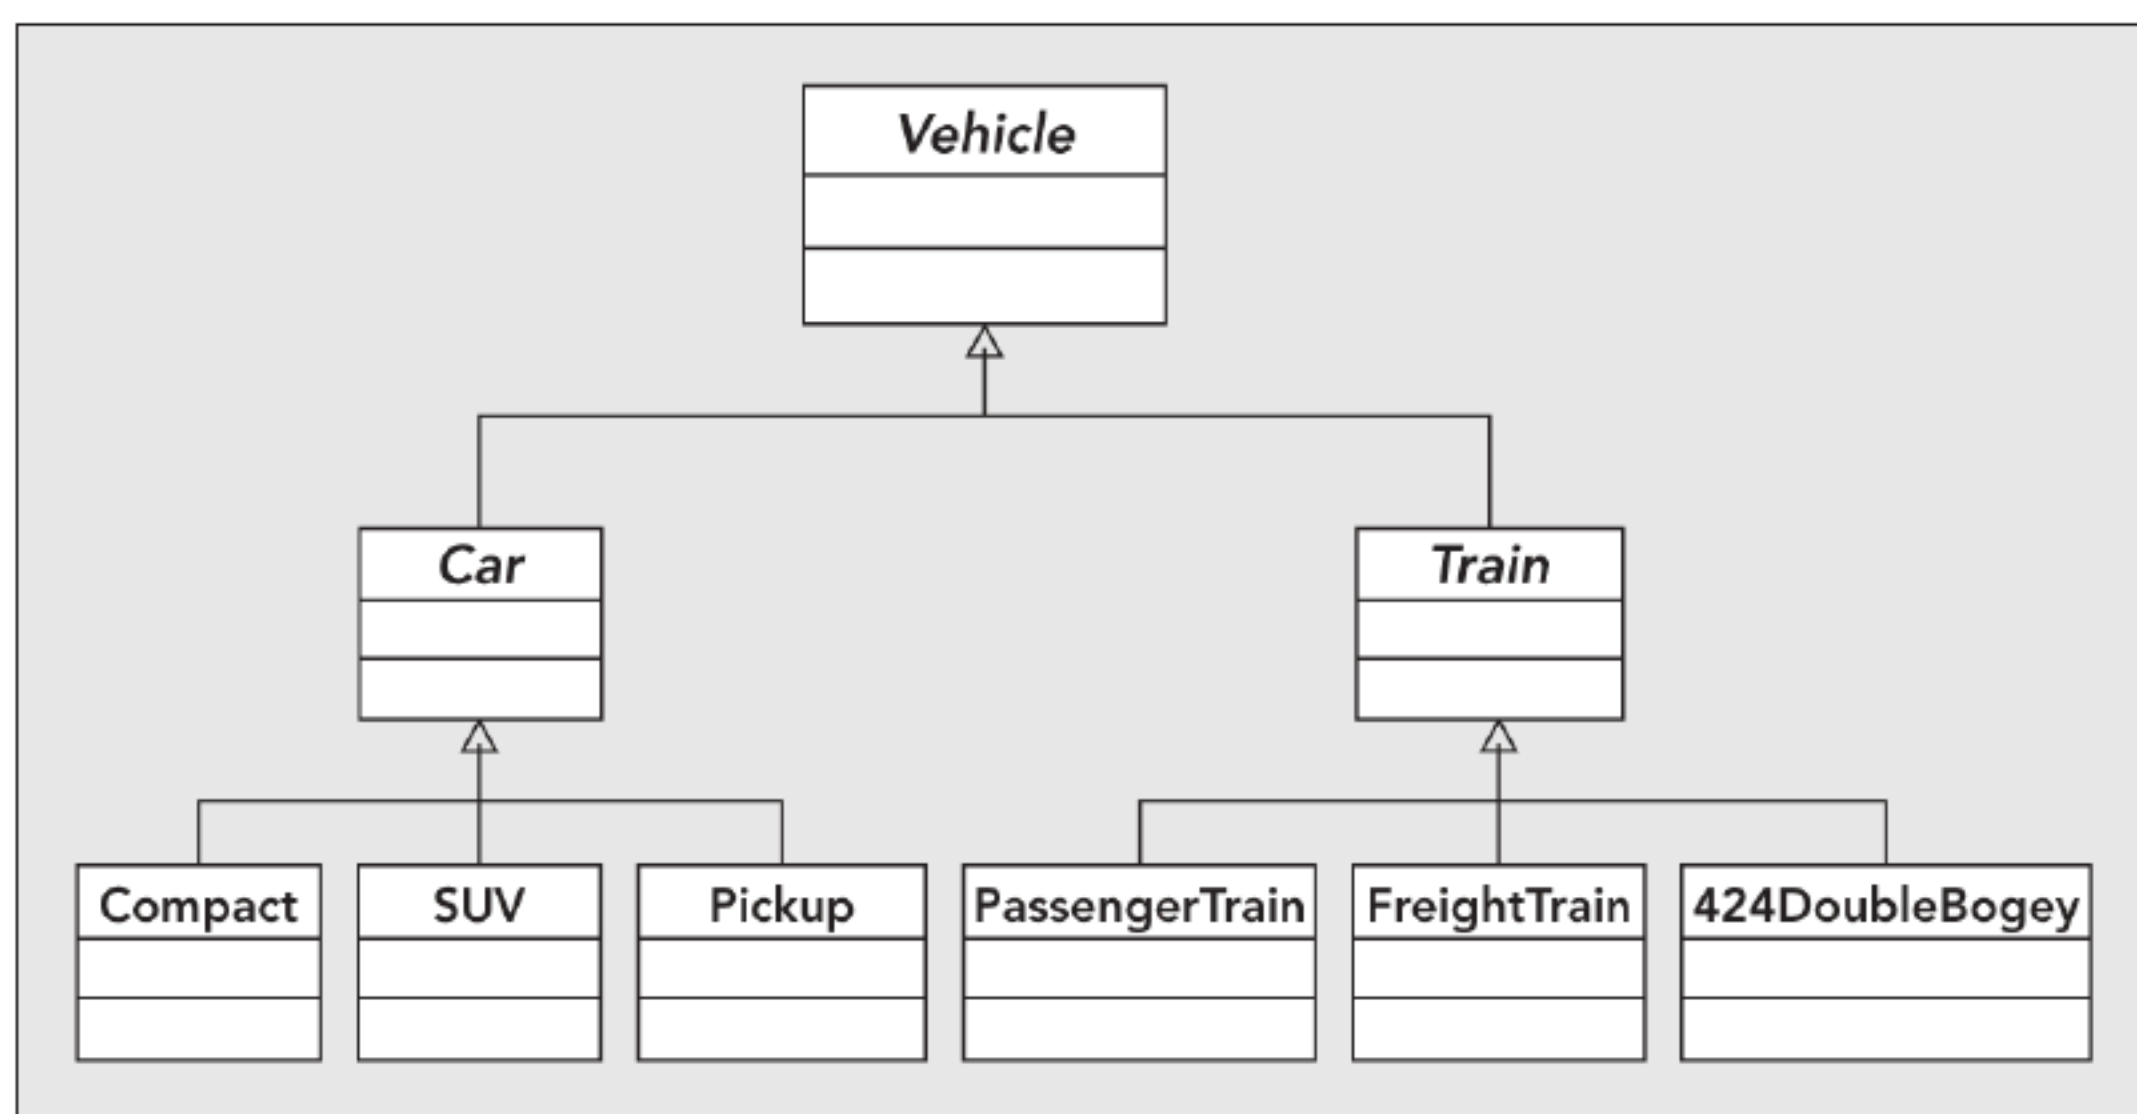 Vehicle
Car
Train
Compact
SUV
Pickup
PassengerTrain
FreightTrain
424DoubleBogey